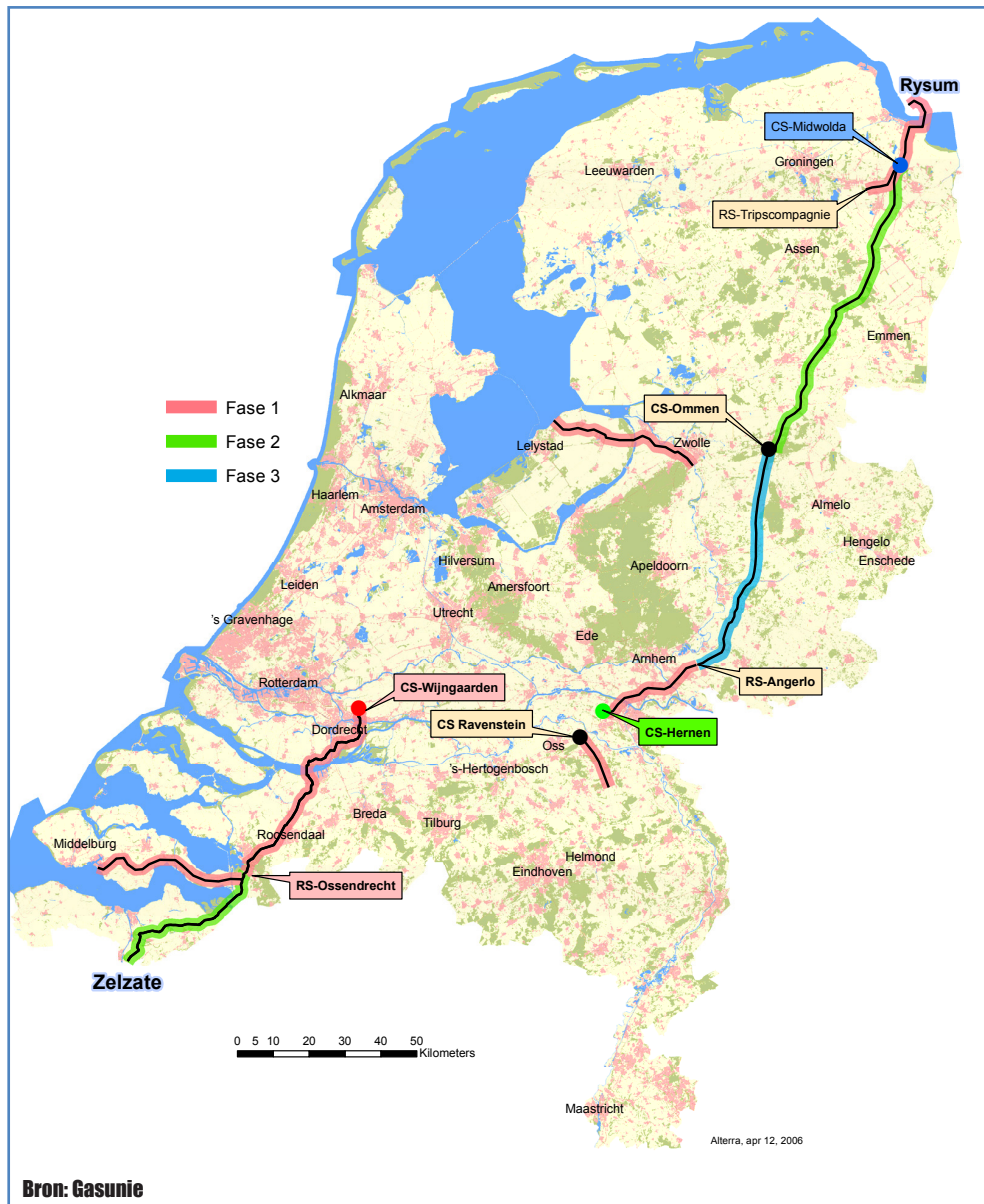 Rysum
CS-Midwolda
Groningen
Leeuwarden
RS-Tripscompagnie
Assen
Emmen
Alkmaar
Fase 1
Fase 2
Fase 3
CS-Ommen
Zwolle
Lelystad
Haarlem
Amsterdam
Almelo
Hengelo
Enschede
Hilversum
Apeldoorn
Amersfoort
Leiden
Utrecht
's Gravenhage
Ede
Arnhem
Rotterdam
CS-Wijngaarden
RS-Angerlo
Dordrecht
CS Ravenstein
CS-Hernen
Oss
's-Hertogenbosch
Breda
Tilburg
Roosendaal
Middelburg
Helmond
Eindhoven
RS-Ossendrecht
Zelzate
0 5 10 20 30 40 50
Kilometers
Maastricht
Alterra, apr 12, 2006
Bron: Gasunie